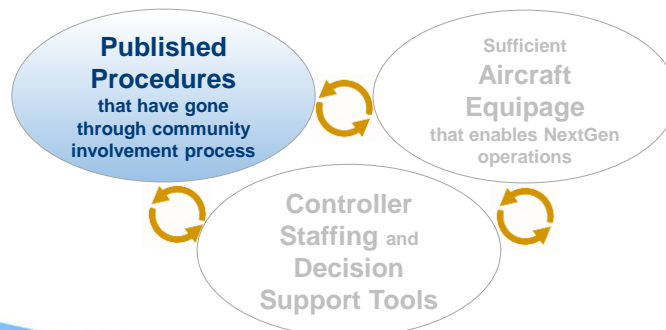 Published
Procedures
that have gone
through community
involvement process
Sufficient
Aircraft
Equipage
that enables NextGen
operations
Controller
Staffing and
Decision
Support Tools